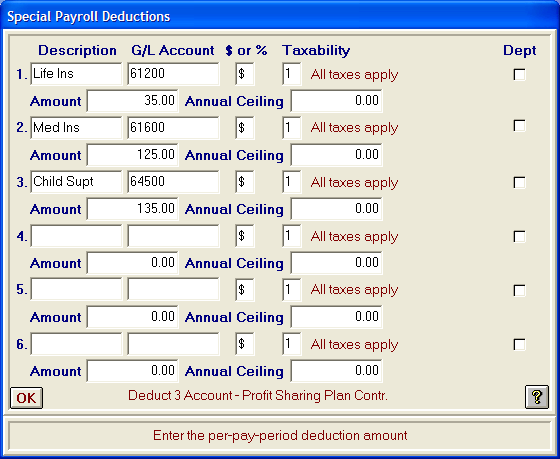 Special Payroll Deductions
Description G/L Account $ or % Taxability Dept
1. Life Ins 61200 $ 1 All taxes apply
Amount 35.00 Annual Ceiling 0.00
2. Med Ins 61600 $ 1 All taxes apply
Amount 125.00 Annual Ceiling 0.00
3. Child Supt 64500 $ 1 All taxes apply
Amount 135.00 Annual Ceiling 0.00
4. $ 1 All taxes apply
Amount 0.00 Annual Ceiling 0.00
5. $ 1 All taxes apply
Amount 0.00 Annual Ceiling 0.00
6. $ 1 All taxes apply
Amount 0.00 Annual Ceiling 0.00
OK Deduct 3 Account - Profit Sharing Plan Contr. ?
Enter the per-pay-period deduction amount